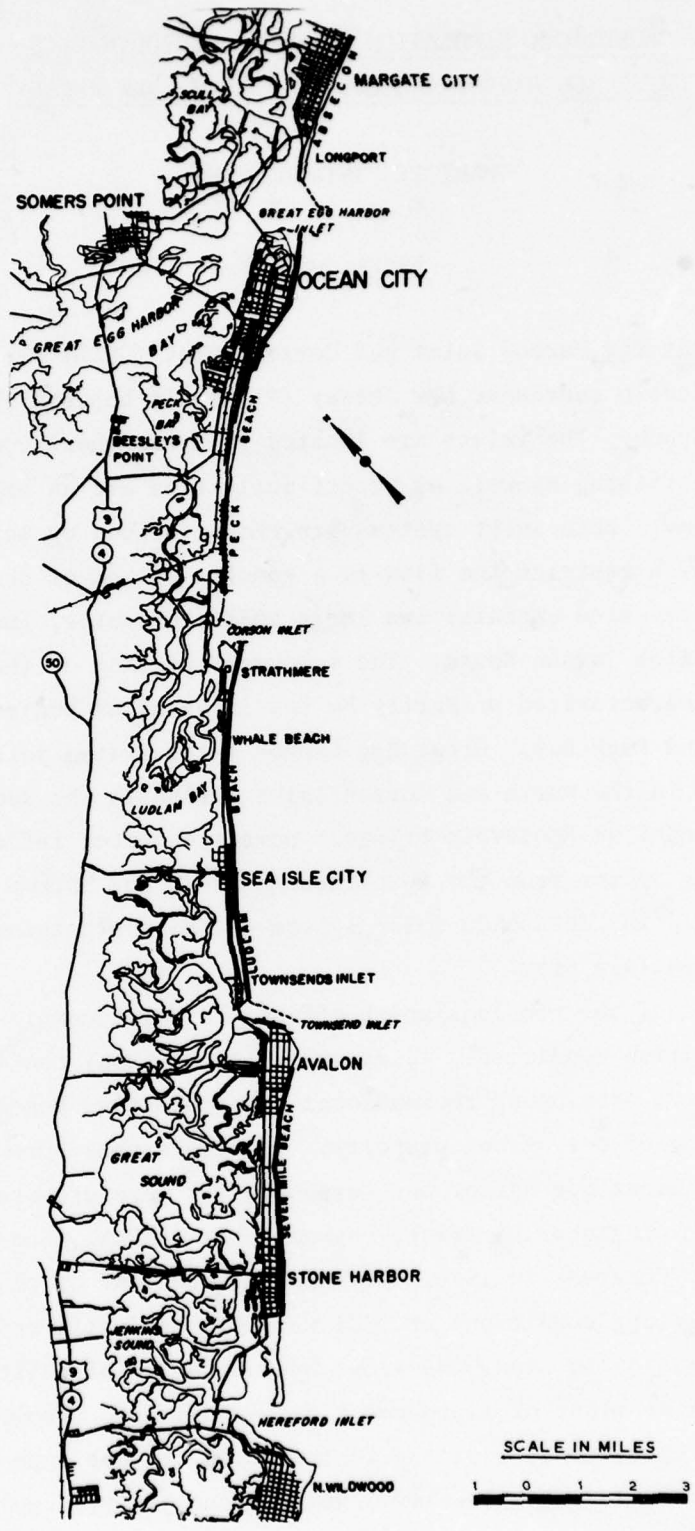 MARGATE CITY
ABSECON
SCULL
BAY
LONGPORT
SOMERS POINT
GREAT EGG HARBOR
INLET
OCEAN CITY
GREAT EGG HARBOR
BAY
PECK
BAY
BEESLEYS
POINT
PECK BEACH
9
4
CORSON INLET
50
STRATHMERE
WHALE BEACH
LUDLAM BAY
LUDLAM BEACH
SEA ISLE CITY
TOWNSENDS INLET
TOWNSEND INLET
AVALON
GREAT
SOUND
SEVEN MILE BEACH
STONE HARBOR
JENKINS
SOUND
9
4
HEREFORD INLET
N.WILDWOOD
SCALE IN MILES
1 0 1 2 3